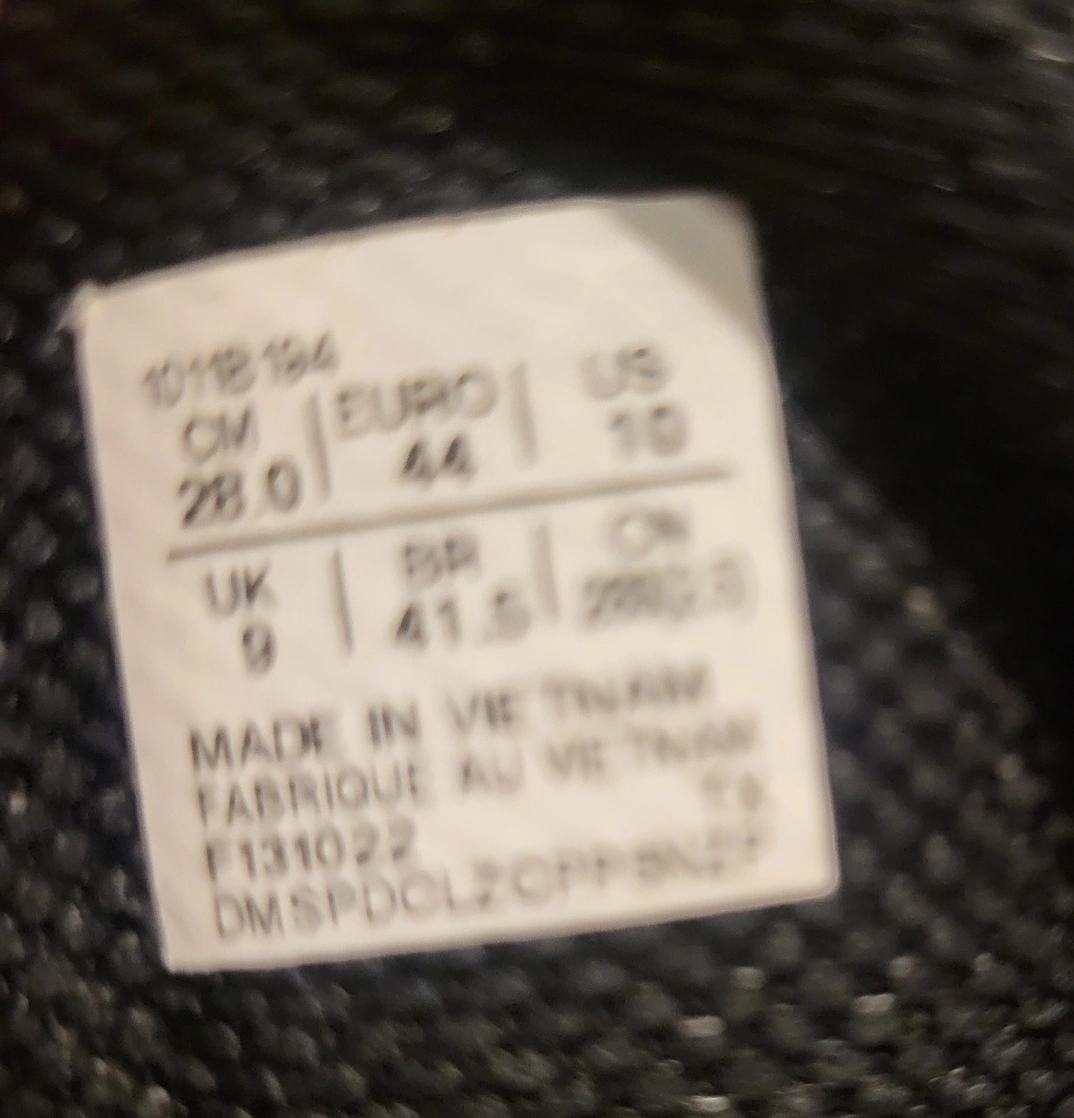 CM | EURO | US
28.0 | 44 | 10
UK | BR | CN
9 | 41.5 |
MADE IN VIETNAM
FABRIQUE AU VIETNAM
F131022